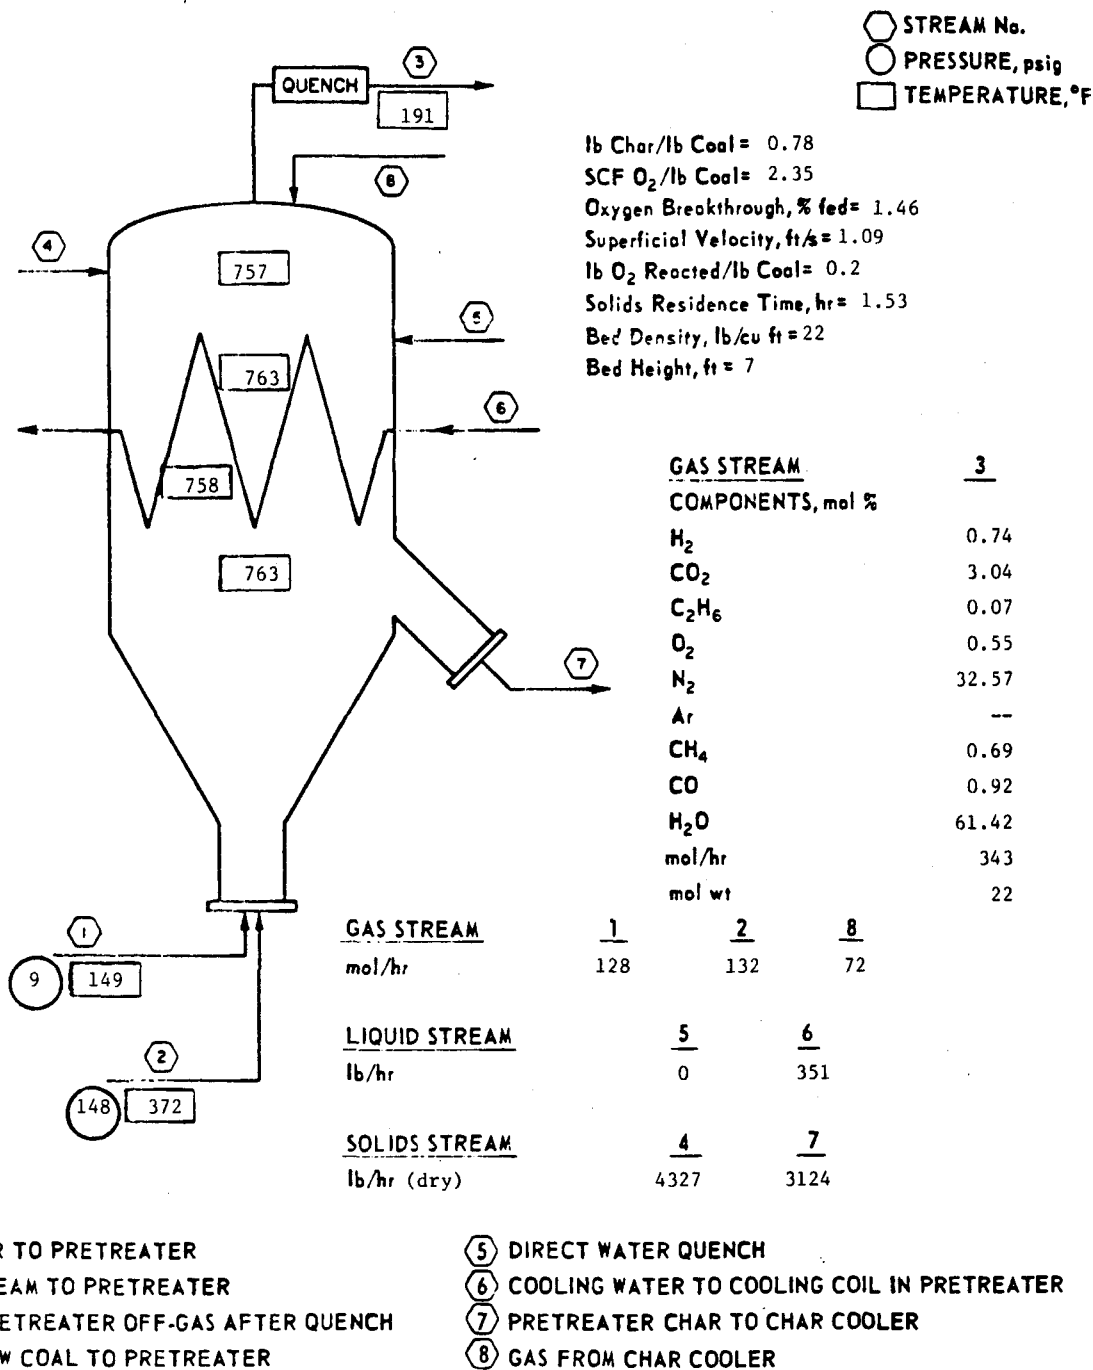 STREAM No.
PRESSURE, psig
TEMPERATURE, °F
3
QUENCH
191
8
4
757
5
763
6
758
763
7
1
9
149
2
148
372
lb Char/lb Coal = 0.78
SCF O2/lb Coal = 2.35
Oxygen Breakthrough, % fed = 1.46
Superficial Velocity, ft/s = 1.09
lb O2 Reacted/lb Coal = 0.2
Solids Residence Time, hr = 1.53
Bed Density, lb/cu ft = 22
Bed Height, ft = 7
GAS STREAM 3
COMPONENTS, mol %
H2 0.74
CO2 3.04
C2H6 0.07
O2 0.55
N2 32.57
Ar --
CH4 0.69
CO 0.92
H2O 61.42
mol/hr 343
mol wt 22
GAS STREAM 1 2 8
mol/hr 128 132 72
LIQUID STREAM 5 6
lb/hr 0 351
SOLIDS STREAM 4 7
lb/hr (dry) 4327 3124
R TO PRETREATER
EAM TO PRETREATER
ETREATER OFF-GAS AFTER QUENCH
W COAL TO PRETREATER
5 DIRECT WATER QUENCH
6 COOLING WATER TO COOLING COIL IN PRETREATER
7 PRETREATER CHAR TO CHAR COOLER
8 GAS FROM CHAR COOLER